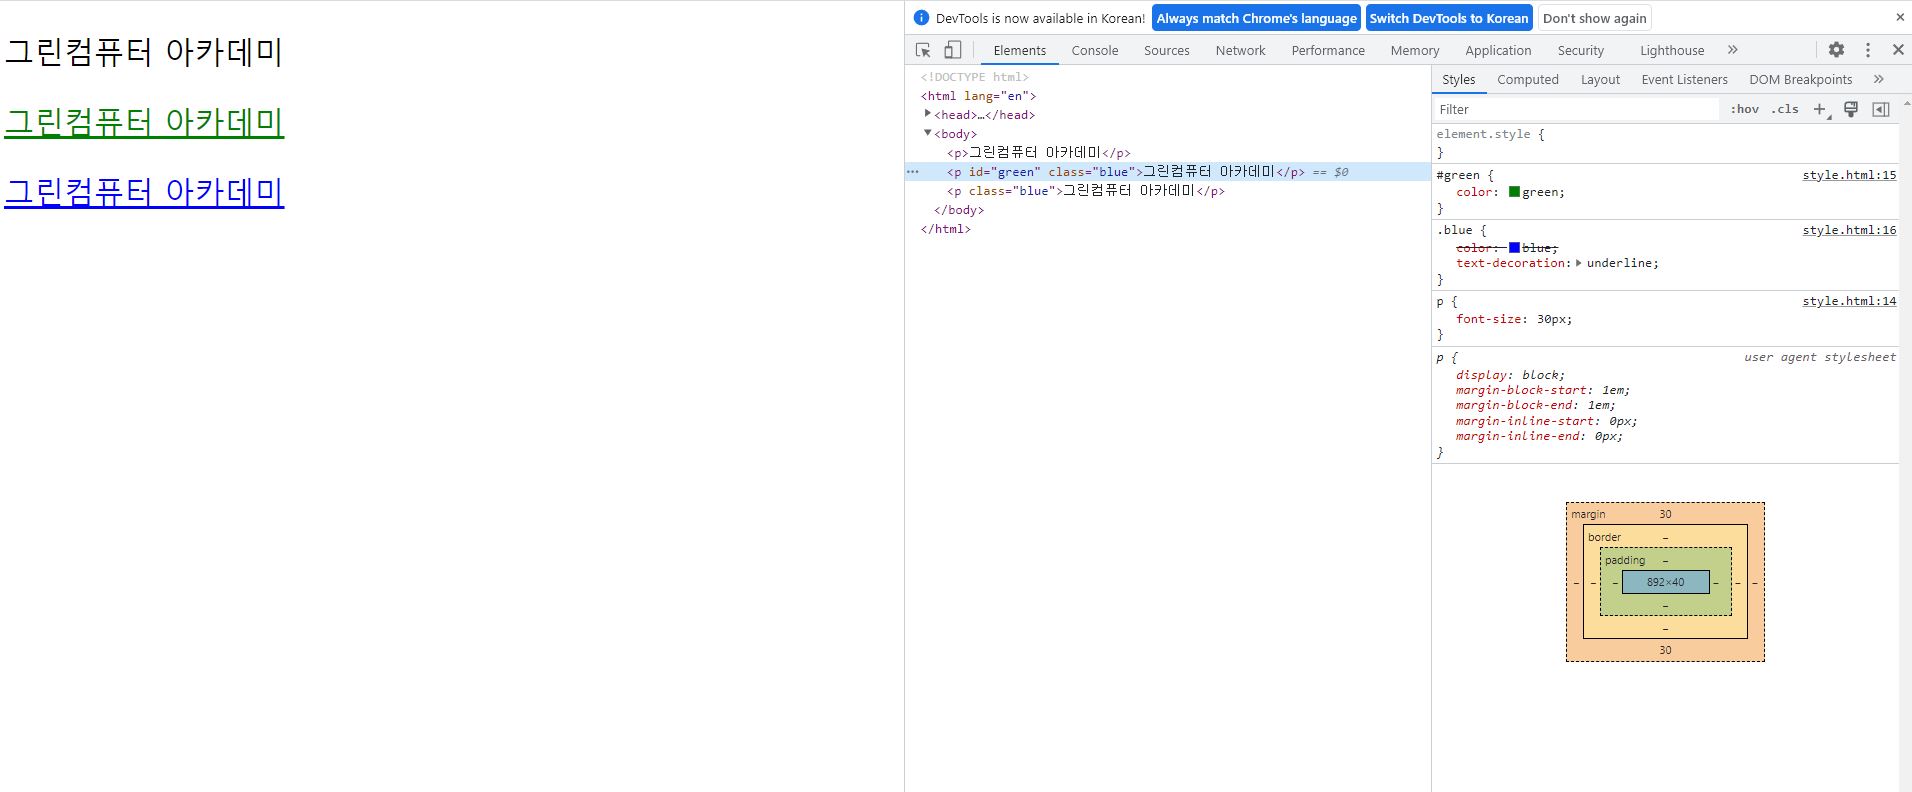 그린컴퓨터 아카데미
그린컴퓨터 아카데미
그린컴퓨터 아카데미
DevTools is now available in Korean! Always match Chrome's language Switch DevTools to Korean Don't show again
Elements Console Sources Network Performance Memory Application Security Lighthouse
<!DOCTYPE html>
<html lang="en">
<head>…</head>
<body>
<p>그린컴퓨터 아카데미</p>
<p id="green" class="blue">그린컴퓨터 아카데미</p> == $0
<p class="blue">그린컴퓨터 아카데미</p>
</body>
</html>
Styles Computed Layout Event Listeners DOM Breakpoints
Filter :hov .cls
element.style {
}
#green { style.html:15
color: green;
}
.blue { style.html:16
color: blue;
text-decoration: underline;
}
p { style.html:14
font-size: 30px;
}
p { user agent stylesheet
display: block;
margin-block-start: 1em;
margin-block-end: 1em;
margin-inline-start: 0px;
margin-inline-end: 0px;
}
margin 30
border –
padding –
– – – 892×40 – – –
–
–
30